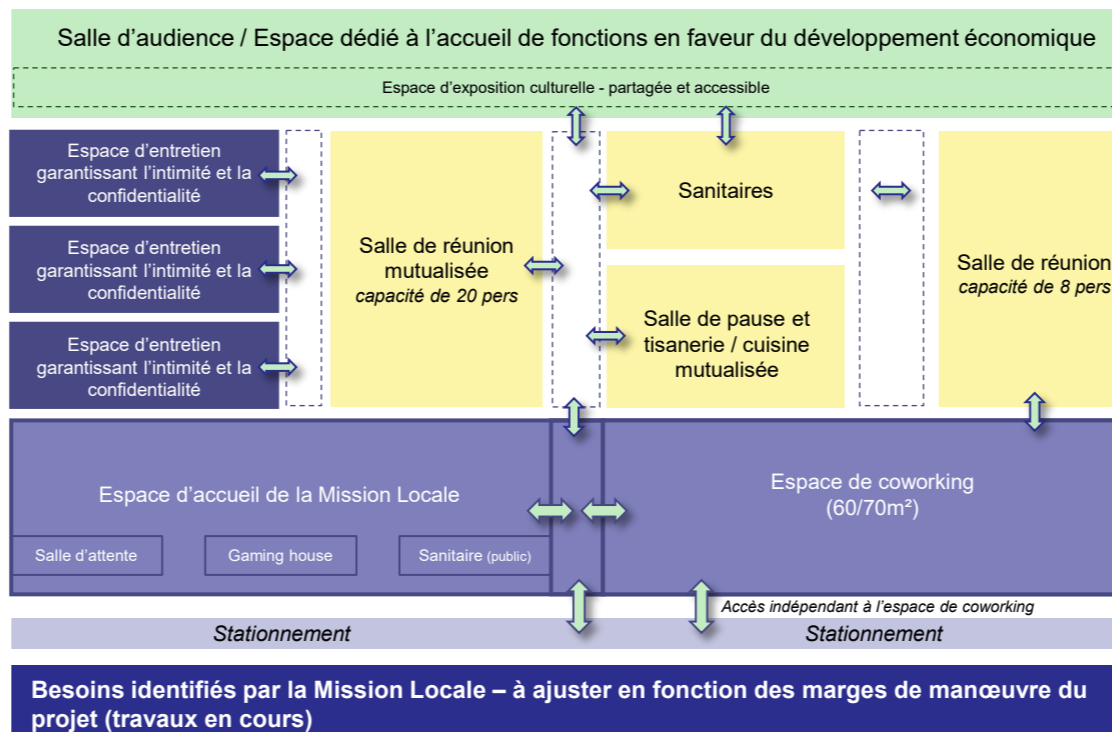 Salle d’audience / Espace dédié à l’accueil de fonctions en faveur du développement économique
Espace d’exposition culturelle - partagée et accessible
Espace d’entretien
garantissant l’intimité et la
confidentialité
Espace d’entretien
garantissant l’intimité et la
confidentialité
Espace d’entretien
garantissant l’intimité et la
confidentialité
Salle de réunion
mutualisée
capacité de 20 pers
Sanitaires
Salle de pause et
tisanerie / cuisine
mutualisée
Salle de réunion
capacité de 8 pers
Espace d’accueil de la Mission Locale
Salle d’attente
Gaming house
Sanitaire (public)
Espace de coworking
(60/70m²)
Accès indépendant à l’espace de coworking
Stationnement
Stationnement
Besoins identifiés par la Mission Locale – à ajuster en fonction des marges de manœuvre du
projet (travaux en cours)